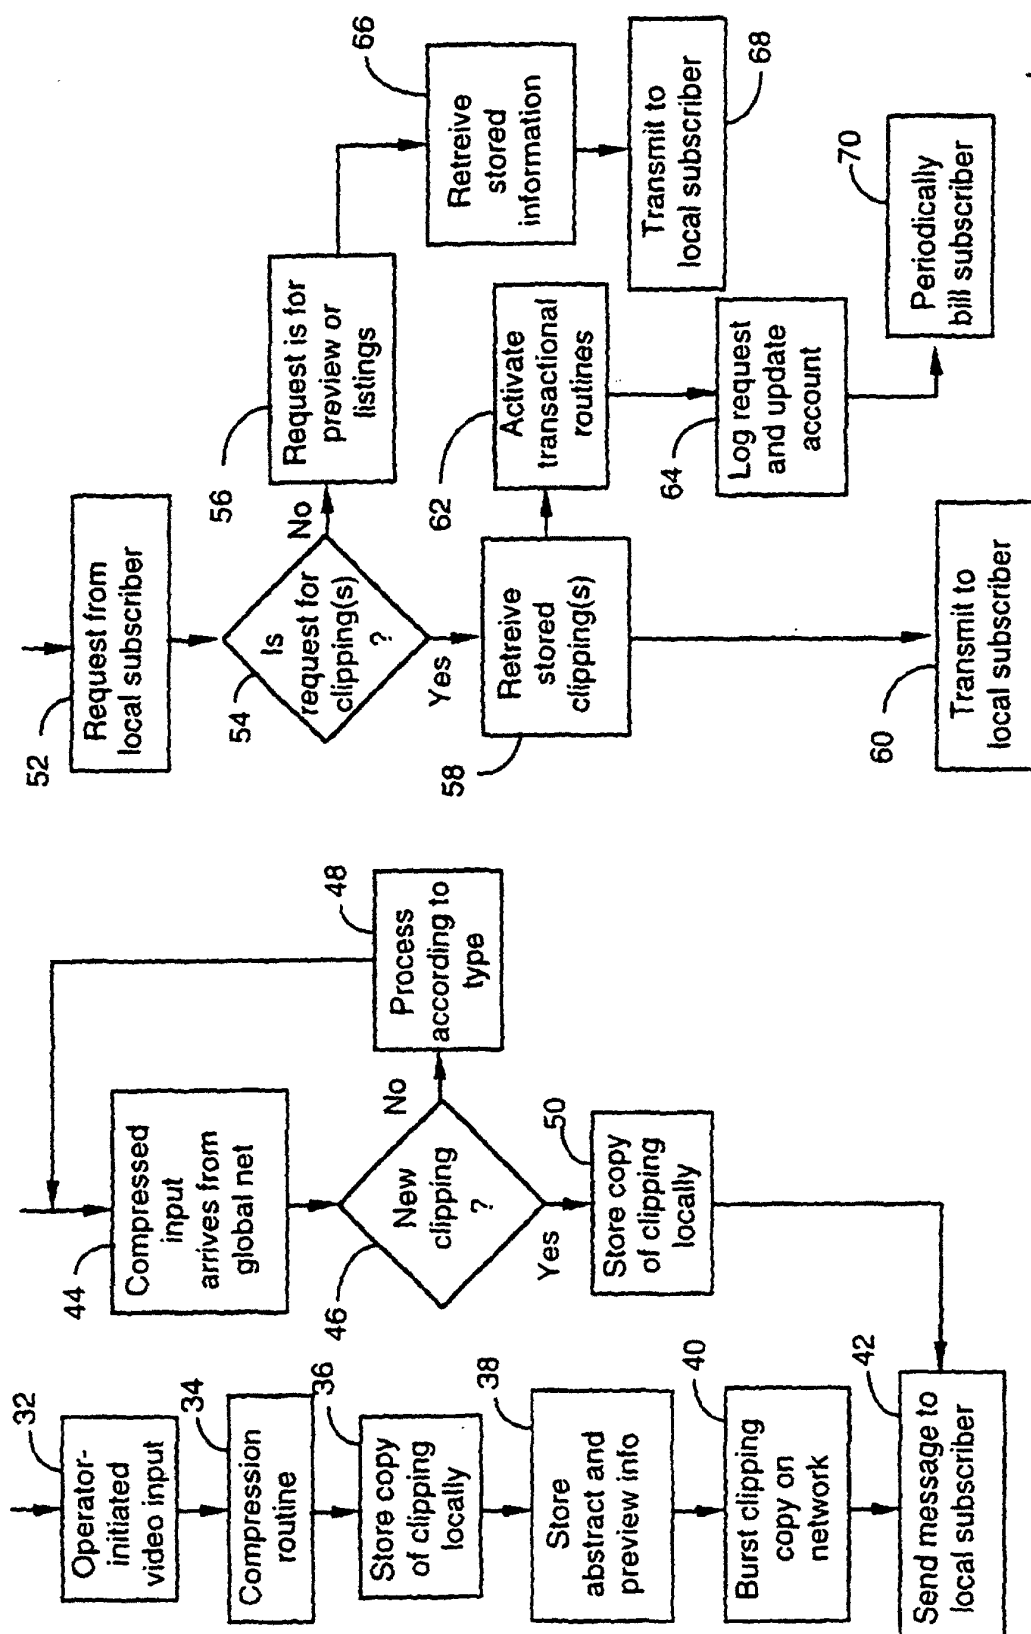 32
Operator-
initiated
video input
34
Compression
routine
36
Store copy
of clipping
locally
38
Store
abstract and
preview info
40
Burst clipping
copy on
network
42
Send message to
local subscriber
44
Compressed
input
arrives from
global net
46
New
clipping
?
No
Yes
48
Process
according to
type
50
Store copy
of clipping
locally
52
Request from
local subscriber
54
Is
request for
clipping(s)
?
No
Yes
56
Request is for
preview or
listings
58
Retreive
stored
clipping(s)
60
Transmit to
local subscriber
62
Activate
transactional
routines
64
Log request
and update
account
66
Retreive
stored
information
68
Transmit to
local subscriber
70
Periodically
bill subscriber